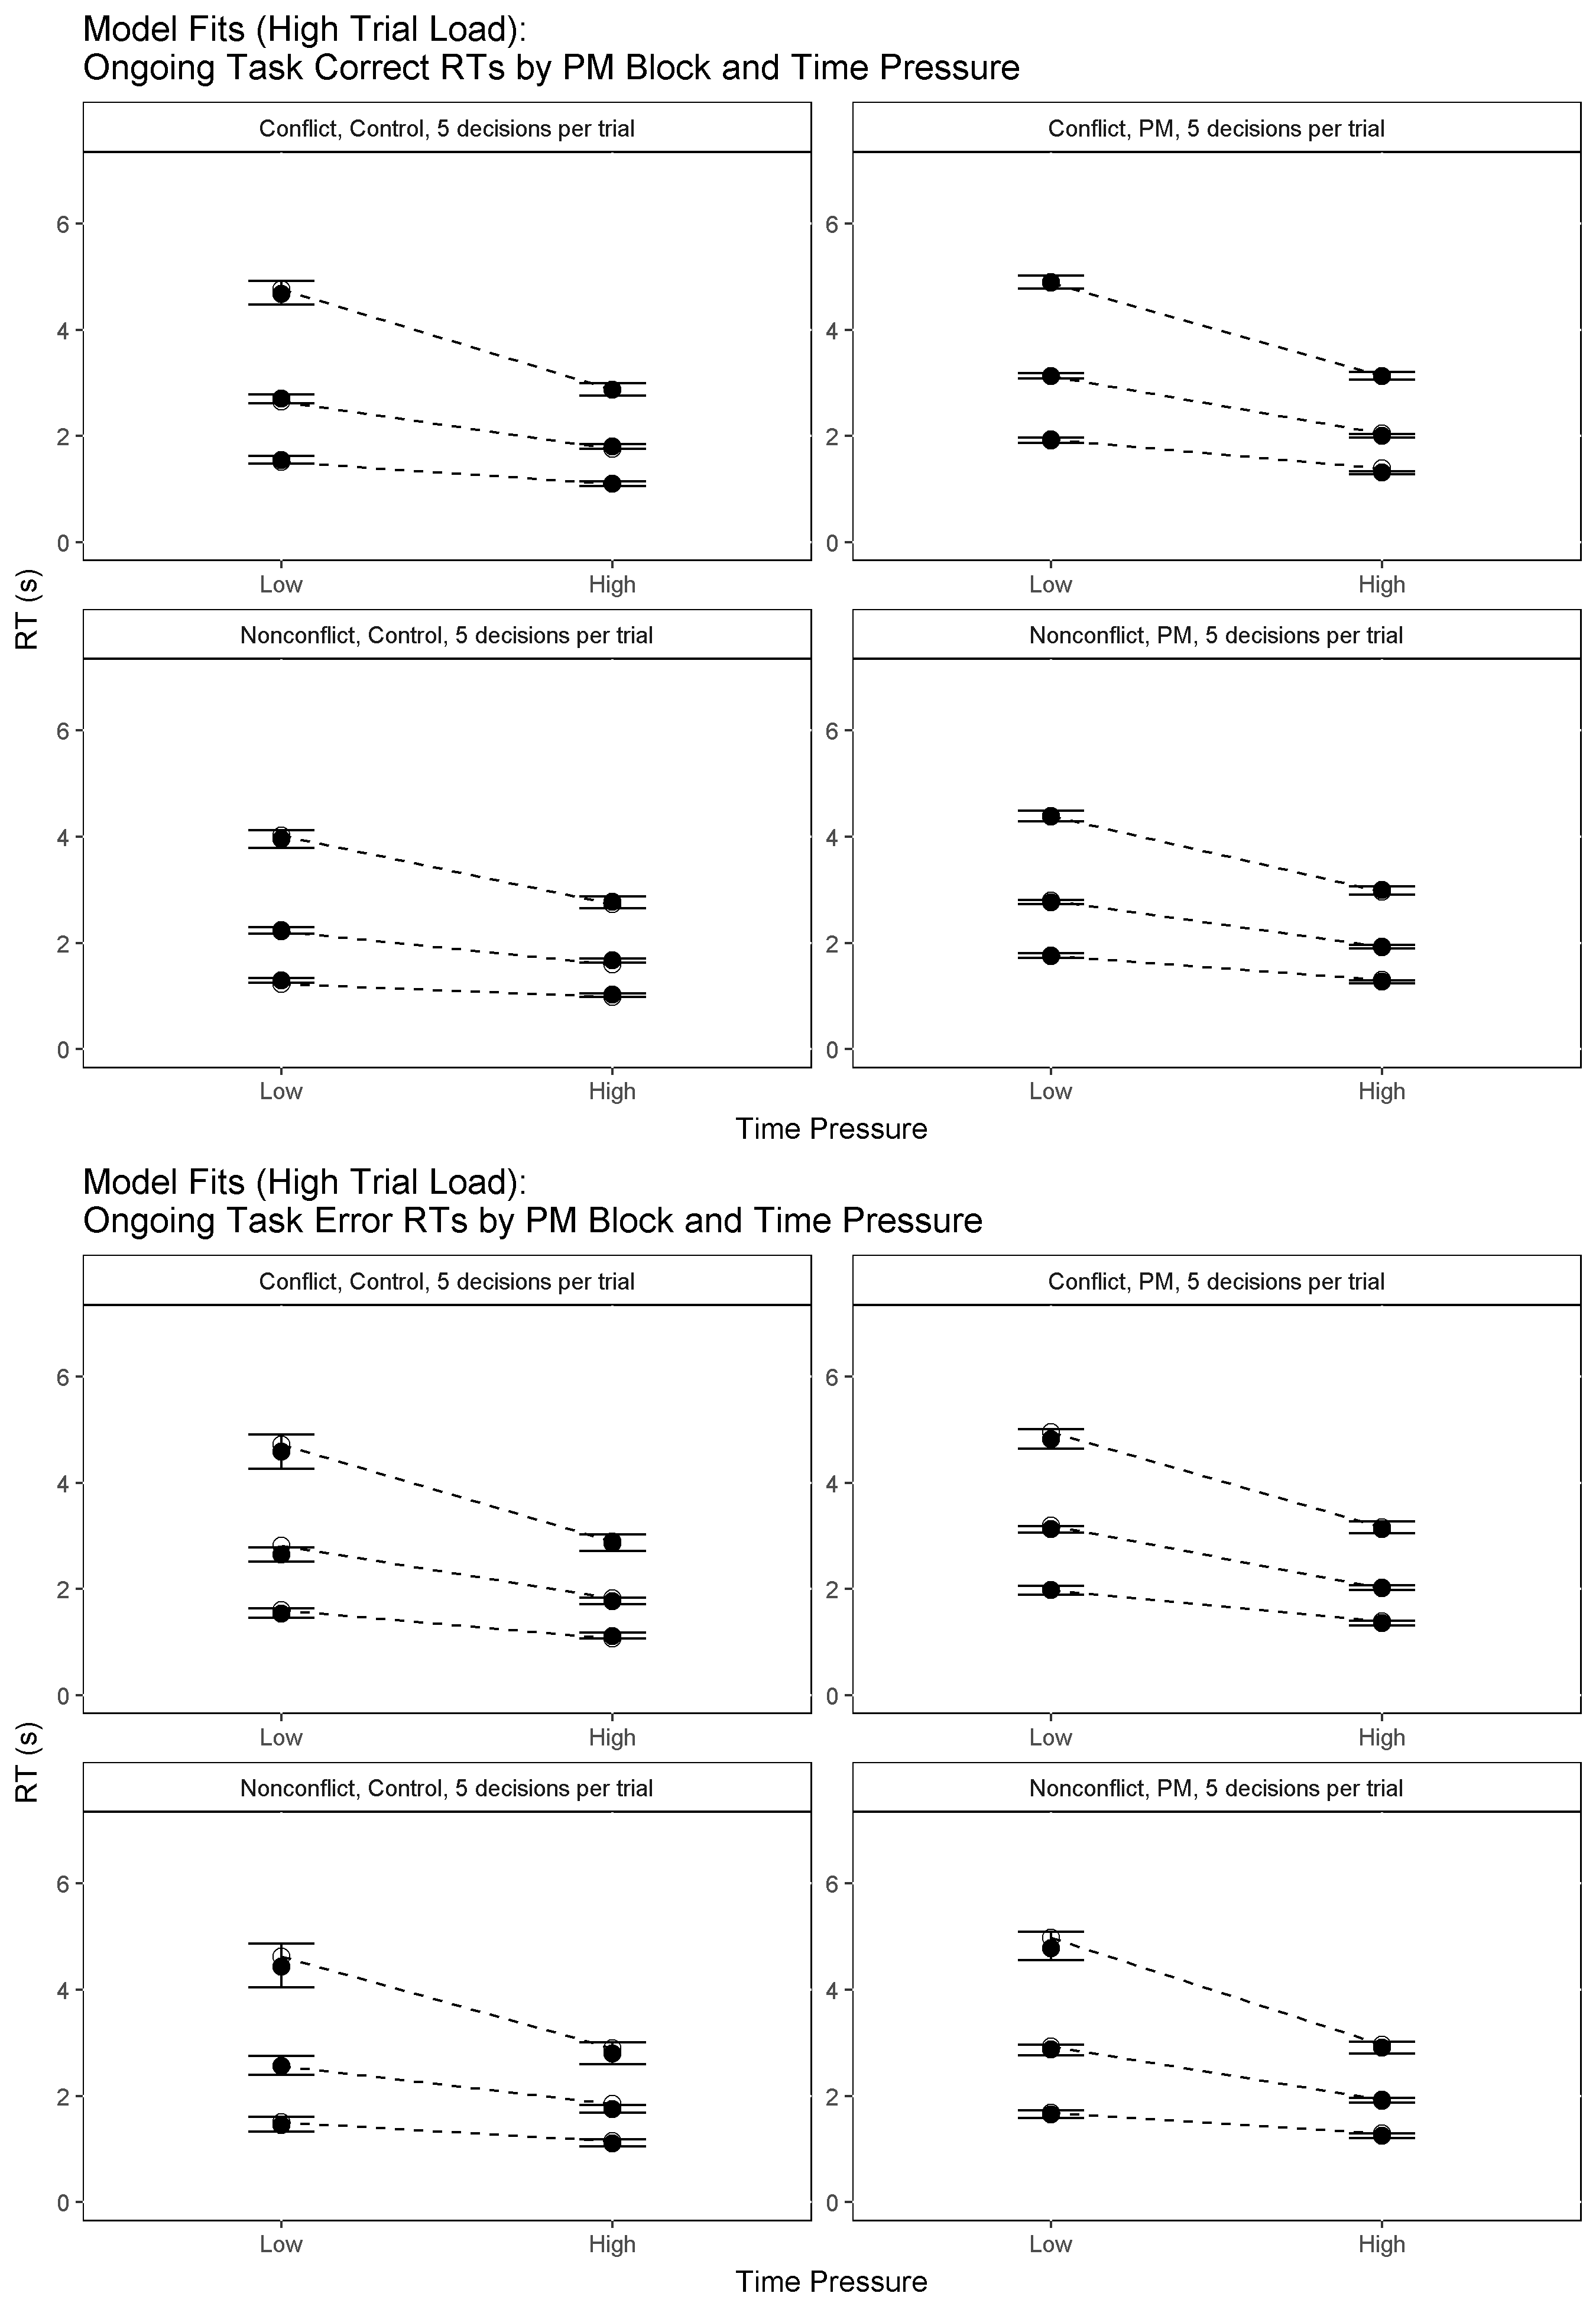 Model Fits (High Trial Load):
Ongoing Task Correct RTs by PM Block and Time Pressure
Conflict, Control, 5 decisions per trial
Conflict, PM, 5 decisions per trial
6
4
2
0
6
4
2
0
Low
High
Low
High
RT (s)
Nonconflict, Control, 5 decisions per trial
Nonconflict, PM, 5 decisions per trial
6
4
2
0
6
4
2
0
Low
High
Low
High
Time Pressure
Model Fits (High Trial Load):
Ongoing Task Error RTs by PM Block and Time Pressure
Conflict, Control, 5 decisions per trial
Conflict, PM, 5 decisions per trial
6
4
2
0
6
4
2
0
Low
High
Low
High
RT (s)
Nonconflict, Control, 5 decisions per trial
Nonconflict, PM, 5 decisions per trial
6
4
2
0
6
4
2
0
Low
High
Low
High
Time Pressure